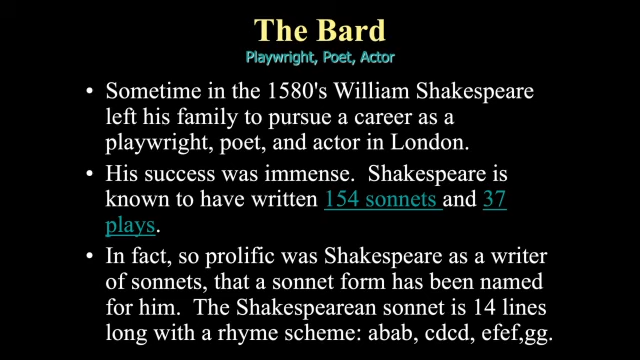 The Bard
Playwright, Poet, Actor
• Sometime in the 1580's William Shakespeare
left his family to pursue a career as a
playwright, poet, and actor in London.
• His success was immense.  Shakespeare is
known to have written 154 sonnets and 37
plays.
• In fact, so prolific was Shakespeare as a writer
of sonnets, that a sonnet form has been named
for him.  The Shakespearean sonnet is 14 lines
long with a rhyme scheme: abab, cdcd, efef,gg.